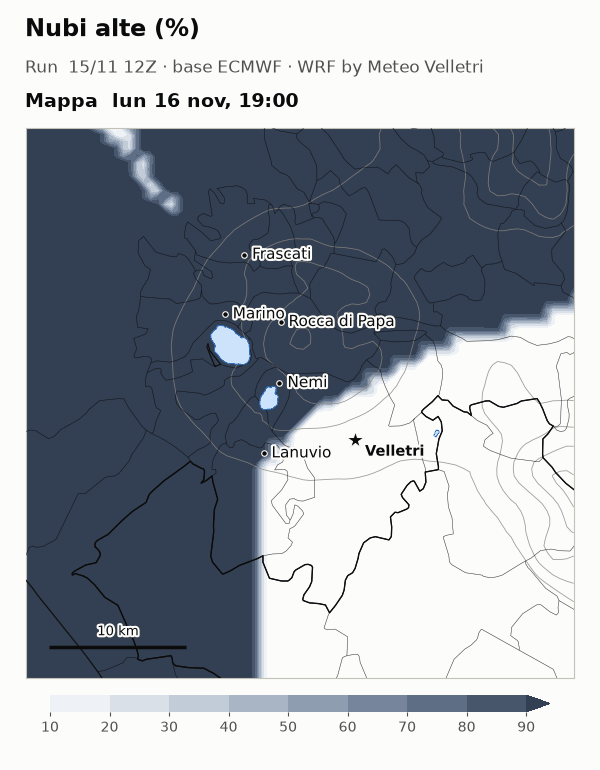 Nubi alte (%)
Run  15/11 12Z · base ECMWF · WRF by Meteo Velletri
Mappa  lun 16 nov, 19:00
Frascati
Marino
Rocca di Papa
Nemi
Velletri
Lanuvio
10 km
10 20 30 40 50 60 70 80 90